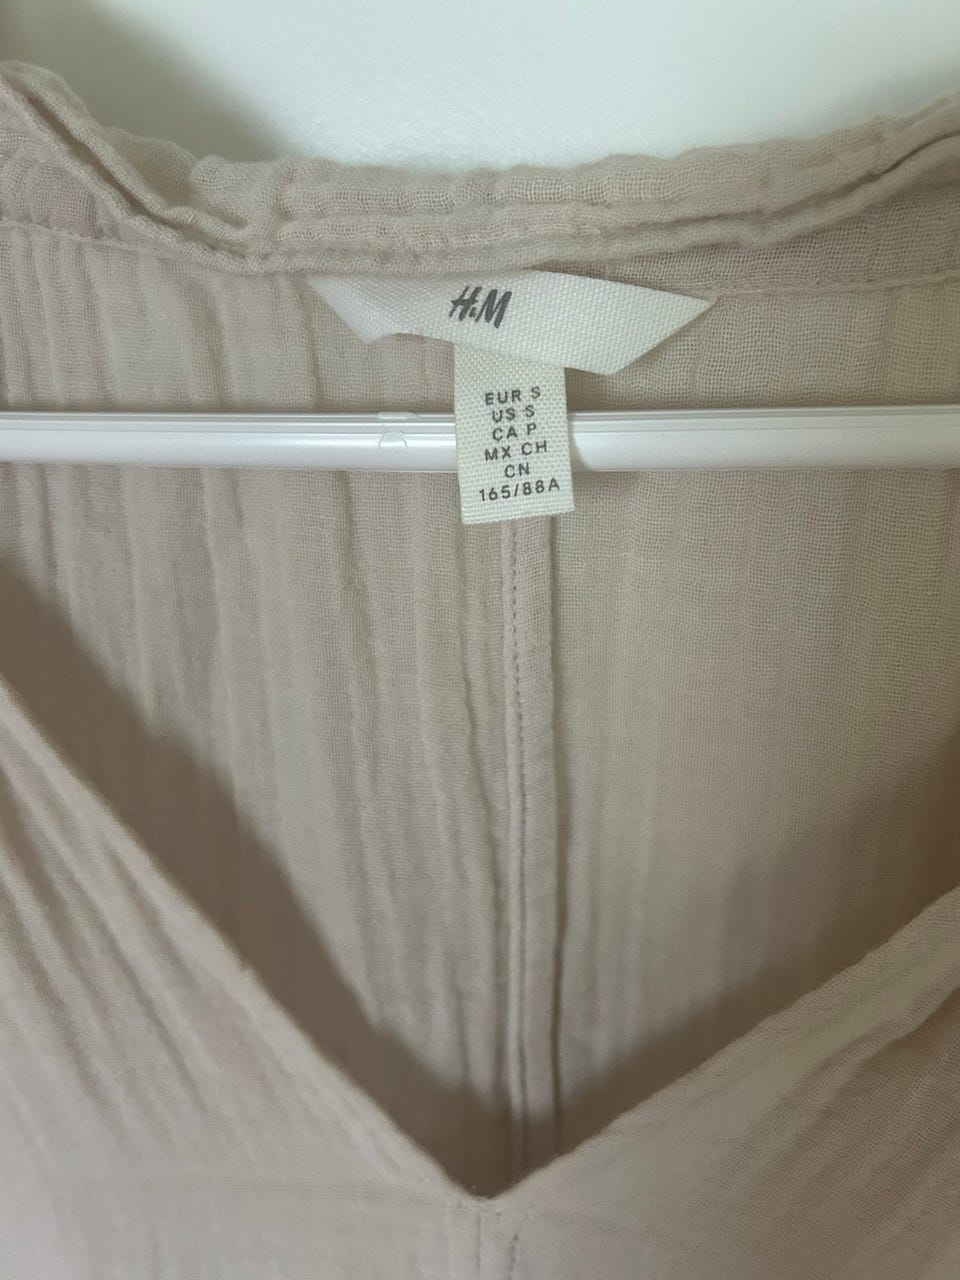 H&M
EUR S
US S
CA P
MX CH
CN
165/88A